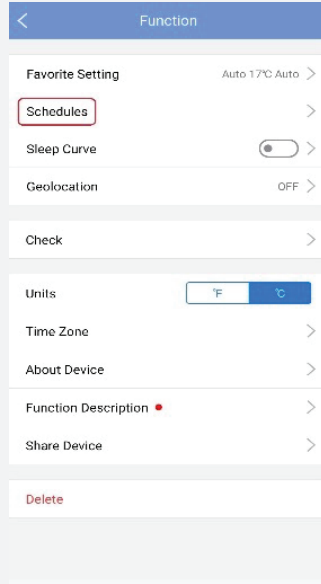 Function
Favorite Setting Auto 17℃ Auto
Schedules
Sleep Curve
Geolocation OFF
Check
Units °F °C
Time Zone
About Device
Function Description
Share Device
Delete